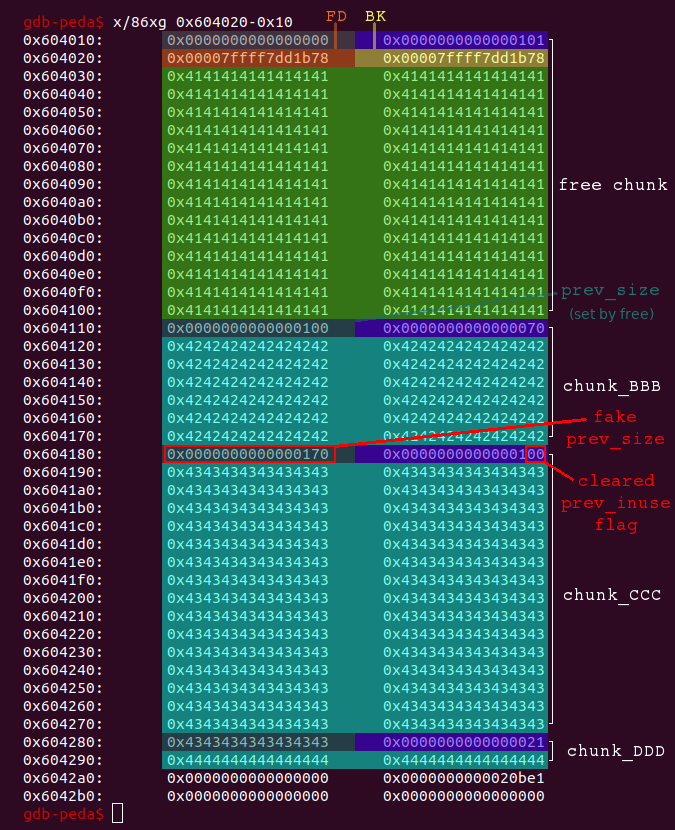 FD BK
gdb-peda$ x/86xg 0x604020-0x10
0x604010: 0x0000000000000000 0x0000000000000101
0x604020: 0x00007ffff7dd1b78 0x00007ffff7dd1b78
0x604030: 0x4141414141414141 0x4141414141414141
0x604040: 0x4141414141414141 0x4141414141414141
0x604050: 0x4141414141414141 0x4141414141414141
0x604060: 0x4141414141414141 0x4141414141414141
0x604070: 0x4141414141414141 0x4141414141414141
0x604080: 0x4141414141414141 0x4141414141414141
0x604090: 0x4141414141414141 0x4141414141414141 free chunk
0x6040a0: 0x4141414141414141 0x4141414141414141
0x6040b0: 0x4141414141414141 0x4141414141414141
0x6040c0: 0x4141414141414141 0x4141414141414141
0x6040d0: 0x4141414141414141 0x4141414141414141
0x6040e0: 0x4141414141414141 0x4141414141414141
0x6040f0: 0x4141414141414141 0x4141414141414141 prev_size
0x604100: 0x4141414141414141 0x4141414141414141 (set by free)
0x604110: 0x0000000000000100 0x0000000000000070
0x604120: 0x4242424242424242 0x4242424242424242
0x604130: 0x4242424242424242 0x4242424242424242
0x604140: 0x4242424242424242 0x4242424242424242 chunk_BBB
0x604150: 0x4242424242424242 0x4242424242424242
0x604160: 0x4242424242424242 0x4242424242424242 fake
0x604170: 0x4242424242424242 0x4242424242424242 prev_size
0x604180: 0x0000000000000170 0x0000000000000100
0x604190: 0x4343434343434343 0x4343434343434343 cleared
0x6041a0: 0x4343434343434343 0x4343434343434343 prev_inuse
0x6041b0: 0x4343434343434343 0x4343434343434343 flag
0x6041c0: 0x4343434343434343 0x4343434343434343
0x6041d0: 0x4343434343434343 0x4343434343434343
0x6041e0: 0x4343434343434343 0x4343434343434343
0x6041f0: 0x4343434343434343 0x4343434343434343 chunk_CCC
0x604200: 0x4343434343434343 0x4343434343434343
0x604210: 0x4343434343434343 0x4343434343434343
0x604220: 0x4343434343434343 0x4343434343434343
0x604230: 0x4343434343434343 0x4343434343434343
0x604240: 0x4343434343434343 0x4343434343434343
0x604250: 0x4343434343434343 0x4343434343434343
0x604260: 0x4343434343434343 0x4343434343434343
0x604270: 0x4343434343434343 0x4343434343434343
0x604280: 0x4343434343434343 0x0000000000000021 chunk_DDD
0x604290: 0x4444444444444444 0x4444444444444444
0x6042a0: 0x0000000000000000 0x0000000000020be1
0x6042b0: 0x0000000000000000 0x0000000000000000
gdb-peda$